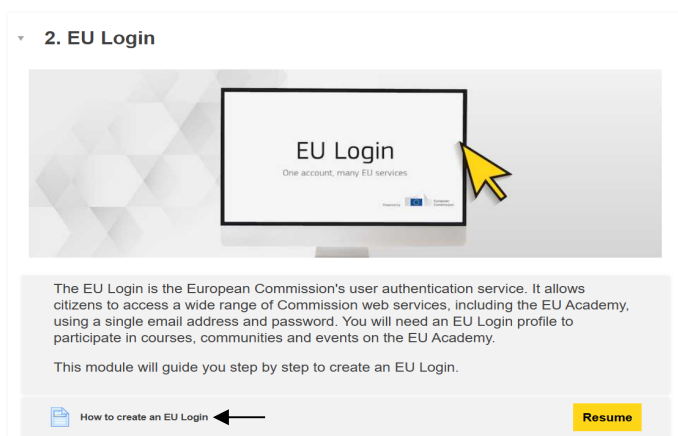 2. EU Login
EU Login
One account, many EU services
Powered by
European
Commission
The EU Login is the European Commission's user authentication service. It allows
citizens to access a wide range of Commission web services, including the EU Academy,
using a single email address and password. You will need an EU Login profile to
participate in courses, communities and events on the EU Academy.
This module will guide you step by step to create an EU Login.
How to create an EU Login
Resume